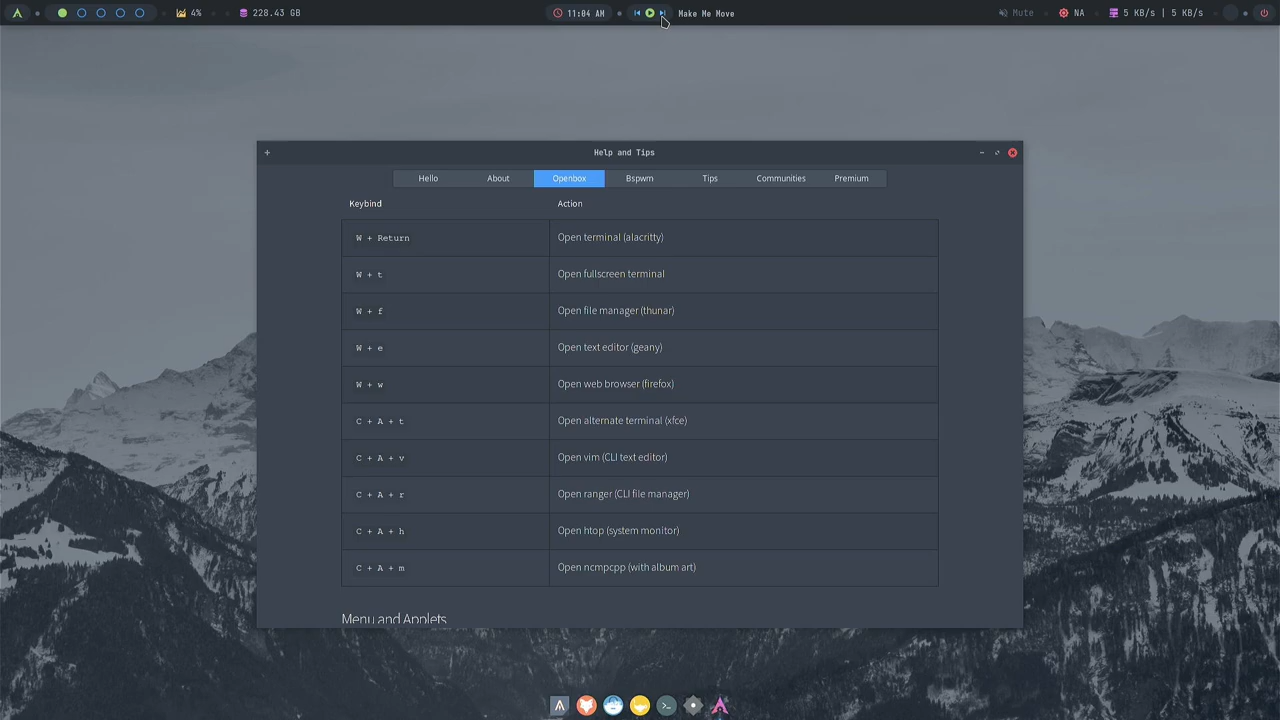 4% 228.43 GB 11:04 AM Make Me Move Mute NA 5 KB/s | 5 KB/s
Help and Tips
Hello About Openbox Bspwm Tips Communities Premium
Keybind Action
W + Return Open terminal (alacritty)
W + t Open fullscreen terminal
W + f Open file manager (thunar)
W + e Open text editor (geany)
W + w Open web browser (firefox)
C + A + t Open alternate terminal (xfce)
C + A + v Open vim (CLI text editor)
C + A + r Open ranger (CLI file manager)
C + A + h Open htop (system monitor)
C + A + m Open ncmpcpp (with album art)
Menu and Applets